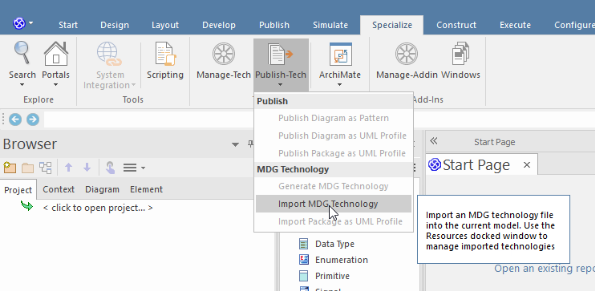 Start Design Layout Develop Publish Simulate Specialize Construct Execute Configure
Search Portals System Integration Scripting Manage-Tech Publish-Tech ArchiMate Manage-Addin Windows
Explore Tools Add-Ins
Publish
Publish Diagram as Pattern
Publish Diagram as UML Profile
Publish Package as UML Profile
MDG Technology
Generate MDG Technology
Import MDG Technology
Import Package as UML Profile
Browser
Project Context Diagram Element
< click to open project... >
Data Type
Enumeration
Primitive
Signal
Start Page
Start Page ×
Import an MDG technology file
into the current model. Use the
Resources docked window to
manage imported technologies
Open an existing repo